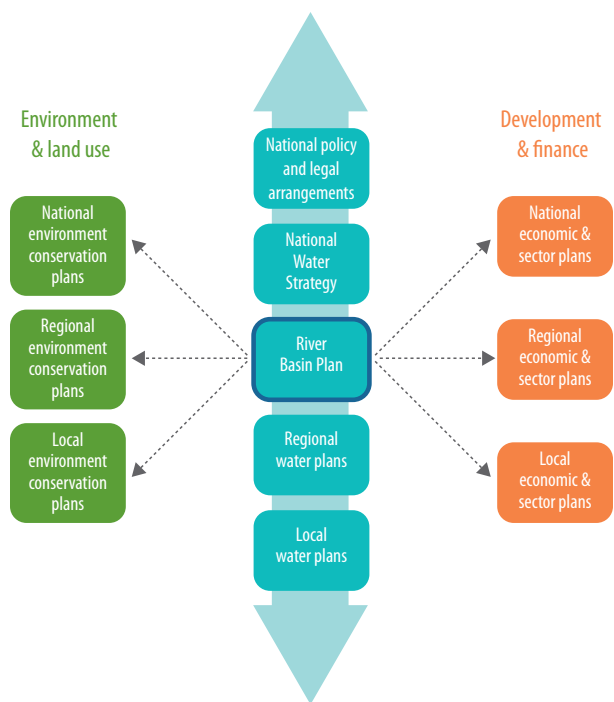 Environment
& land use
National
environment
conservation
plans
Regional
environment
conservation
plans
Local
environment
conservation
plans
National policy
and legal
arrangements
National
Water
Strategy
River
Basin Plan
Regional
water plans
Local
water plans
Development
& finance
National
economic &
sector plans
Regional
economic &
sector plans
Local
economic &
sector plans